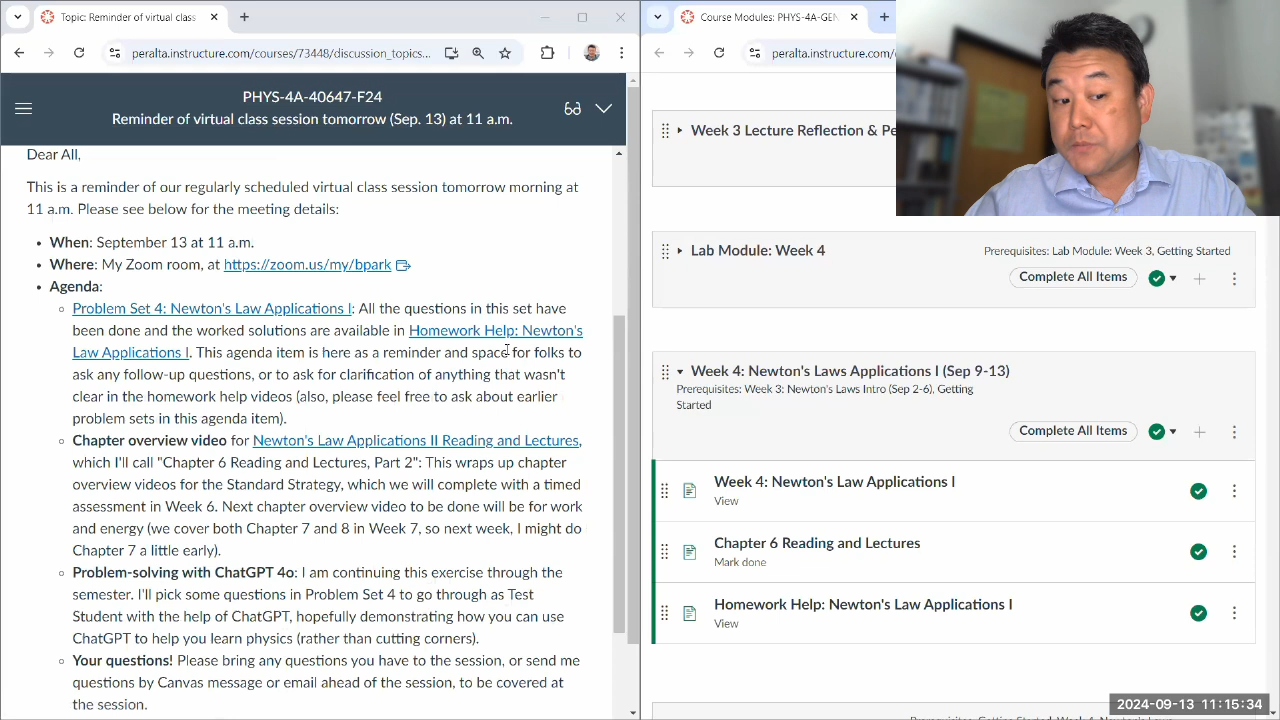 Topic: Reminder of virtual class
peralta.instructure.com/courses/73448/discussion_topics...
PHYS-4A-40647-F24
Reminder of virtual class session tomorrow (Sep. 13) at 11 a.m.
Dear All,
This is a reminder of our regularly scheduled virtual class session tomorrow morning at
11 a.m. Please see below for the meeting details:
When: September 13 at 11 a.m.
Where: My Zoom room, at https://zoom.us/my/bpark
Agenda:
Problem Set 4: Newton's Law Applications I: All the questions in this set have
been done and the worked solutions are available in Homework Help: Newton's
Law Applications I. This agenda item is here as a reminder and space for folks to
ask any follow-up questions, or to ask for clarification of anything that wasn't
clear in the homework help videos (also, please feel free to ask about earlier
problem sets in this agenda item).
Chapter overview video for Newton's Law Applications II Reading and Lectures,
which I'll call "Chapter 6 Reading and Lectures, Part 2": This wraps up chapter
overview videos for the Standard Strategy, which we will complete with a timed
assessment in Week 6. Next chapter overview video to be done will be for work
and energy (we cover both Chapter 7 and 8 in Week 7, so next week, I might do
Chapter 7 a little early).
Problem-solving with ChatGPT 4o: I am continuing this exercise through the
semester. I'll pick some questions in Problem Set 4 to go through as Test
Student with the help of ChatGPT, hopefully demonstrating how you can use
ChatGPT to help you learn physics (rather than cutting corners).
Your questions! Please bring any questions you have to the session, or send me
questions by Canvas message or email ahead of the session, to be covered at
the session.
Course Modules: PHYS-4A-GEN
peralta.instructure.com/
Week 3 Lecture Reflection &
Lab Module: Week 4
Prerequisites: Lab Module: Week 3, Getting Started
Complete All Items
Week 4: Newton's Laws Applications I (Sep 9-13)
Prerequisites: Week 3: Newton's Laws Intro (Sep 2-6), Getting
Started
Complete All Items
Week 4: Newton's Law Applications I
View
Chapter 6 Reading and Lectures
Mark done
Homework Help: Newton's Law Applications I
View
2024-09-13 11:15:34